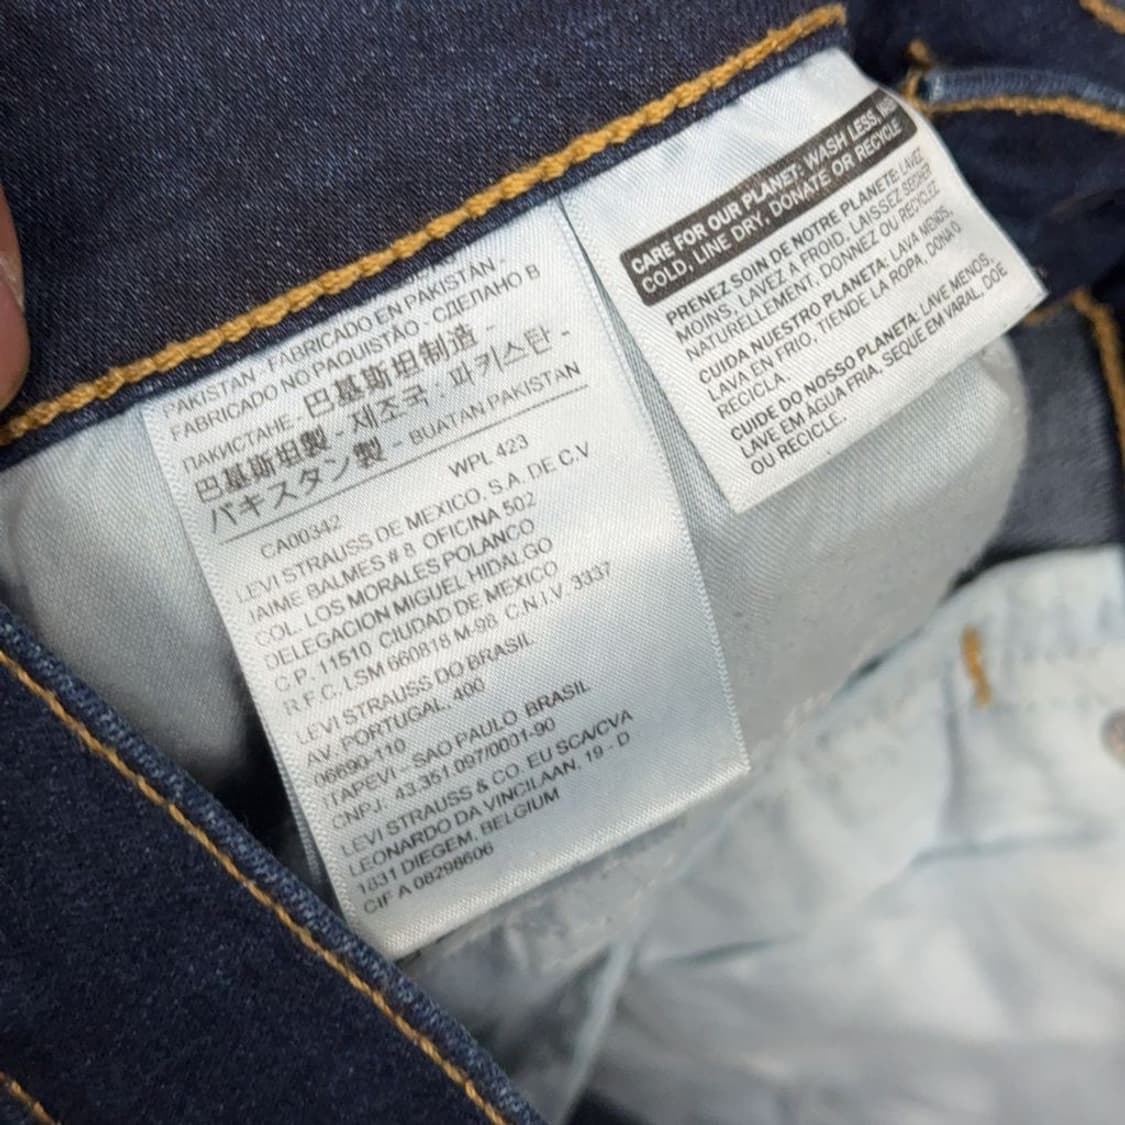 PAKISTAN - FABRICADO EN PAKISTÁN -
FABRICADO NO PAQUISTÃO - СДЕЛАНО В
ПАКИСТАНЕ - 巴基斯坦制造 -
巴基斯坦製 - 제조국 : 파키스탄 -
パキスタン製 - BUATAN PAKISTAN
WPL 423
CA00342
LEVI STRAUSS DE MEXICO, S.A. DE C.V
JAIME BALMES # 8 OFICINA 502
COL. LOS MORALES POLANCO
DELEGACION MIGUEL HIDALGO
C.P. 11510 CIUDAD DE MEXICO
R.F.C. LSM 660818 M-98 C.N.I.V. 3337
LEVI STRAUSS DO BRASIL
AV. PORTUGAL, 400
06690-110
ITAPEVI - SAO PAULO BRASIL
CNPJ: 43.351.097/0001-90
LEVI STRAUSS & CO. EU SCA/CVA
LEONARDO DA VINCILAAN, 19 - D
1831 DIEGEM, BELGIUM
CIF A 08298606
CARE FOR OUR PLANET: WASH LESS,
COLD, LINE DRY, DONATE OR RECYCLE
PRENEZ SOIN DE NOTRE PLANETE: LAVEZ
MOINS, LAVEZ A FROID, LAISSEZ SECHER
NATURELLEMENT, DONNEZ OU RECYCLEZ
CUIDA NUESTRO PLANETA: LAVA MENOS,
LAVA EN FRIO, TIENDE LA ROPA, DONA O
RECICLA.
CUIDE DO NOSSO PLANETA: LAVE MENOS,
LAVE EM ÁGUA FRIA, SEQUE EM VARAL, DOE
OU RECICLE.